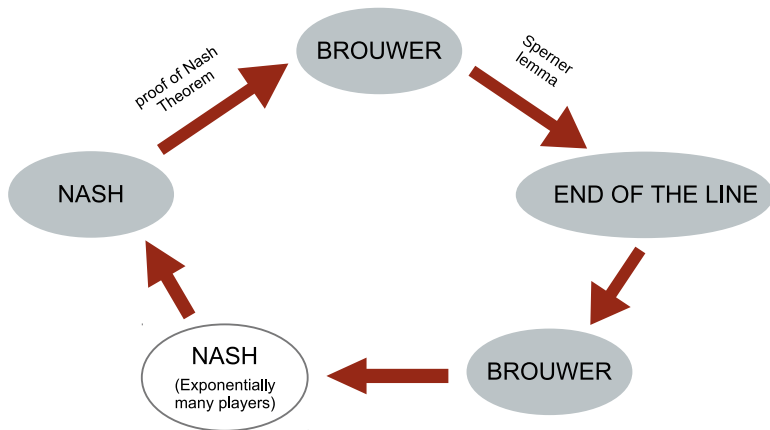 BROUWER
proof of Nash
Theorem
Sperner
lemma
NASH
END OF THE LINE
NASH
(Exponentially
many players)
BROUWER